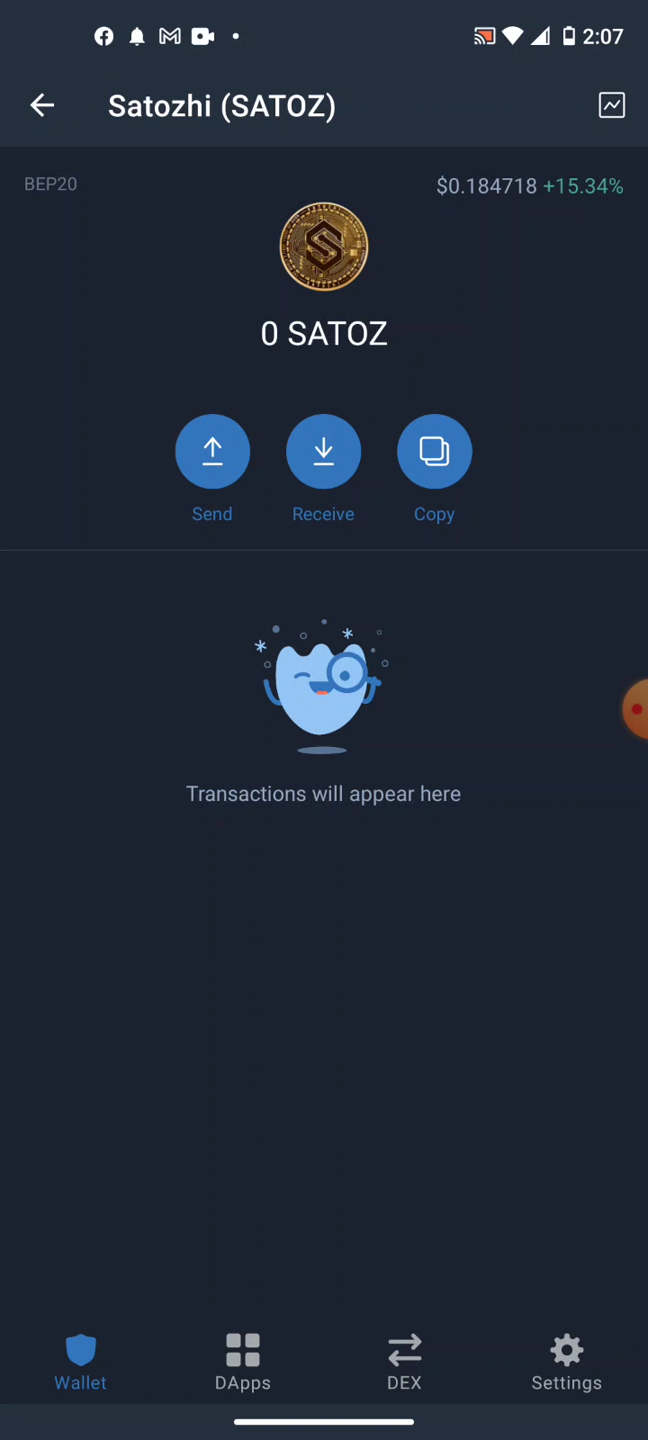 2:07
Satozhi (SATOZ)
BEP20
$0.184718 +15.34%
0 SATOZ
Send
Receive
Copy
Transactions will appear here
Wallet
DApps
DEX
Settings